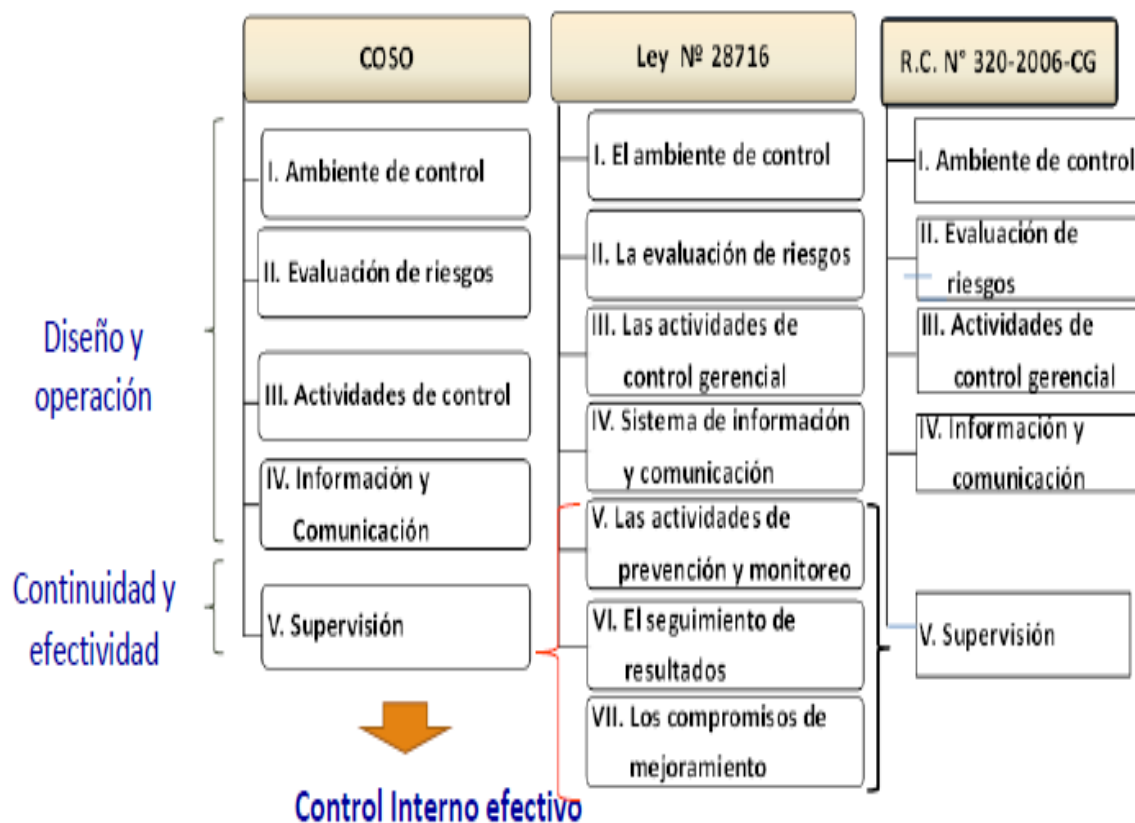 COSO
Ley Nº 28716
R.C. N° 320-2006-CG
Diseño y
operación
Continuidad y
efectividad
I. Ambiente de control
II. Evaluación de riesgos
III. Actividades de control
IV. Información y
Comunicación
V. Supervisión
I. El ambiente de control
II. La evaluación de riesgos
III. Las actividades de
control gerencial
IV. Sistema de información
y comunicación
V. Las actividades de
prevención y monitoreo
VI. El seguimiento de
resultados
VII. Los compromisos de
mejoramiento
I. Ambiente de control
II. Evaluación de
riesgos
III. Actividades de
control gerencial
IV. Información y
comunicación
V. Supervisión
Control Interno efectivo